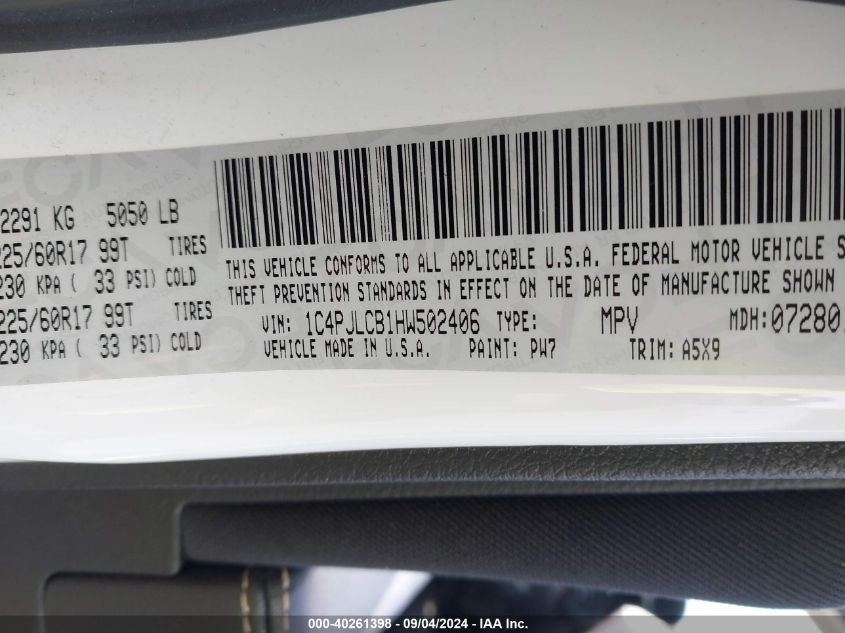 2291 KG 5050 LB
225/60R17 99T TIRES
230 KPA ( 33 PSI) COLD
225/60R17 99T TIRES
230 KPA ( 33 PSI) COLD
THIS VEHICLE CONFORMS TO ALL APPLICABLE U.S.A. FEDERAL MOTOR VEHICLE S
THEFT PREVENTION STANDARDS IN EFFECT ON THE DATE OF MANUFACTURE SHOWN
VIN: 1C4PJLCB1HW502406 TYPE: MPV MDH:07280
VEHICLE MADE IN U.S.A. PAINT: PW7 TRIM: A5X9
000-40261398 - 09/04/2024 - IAA Inc.